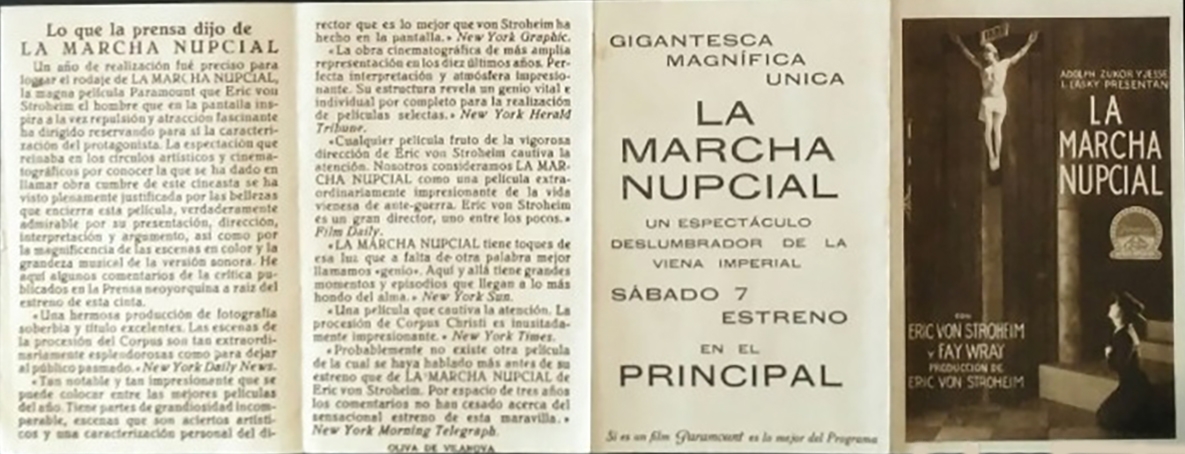 Lo que la prensa dijo de
LA MARCHA NUPCIAL
Un año de realización fué preciso para
lograr el rodaje de LA MARCHA NUPCIAL,
la magna película Paramount que Eric von
Stroheim el hombre que en la pantalla ins-
pira a la vez repulsión y atracción fascinante
ha dirigido reservando para sí la caracteri-
zación del protagonista. La espectación que
reinaba en los círculos artísticos y cinema-
tográficos por conocer la que se ha dado en
llamar obra cumbre de este cineasta se ha
visto plenamente justificada por las bellezas
que encierra esta película, verdaderamente
admirable por su presentación, dirección,
interpretación y argumento, así como por
la magnificencia de las escenas en color y la
grandeza musical de la versión sonora. He
aquí algunos comentarios de la crítica pu-
blicados en la Prensa neoyorquina a raíz del
estreno de esta cinta.
«Una hermosa producción de fotografía
soberbia y título excelentes. Las escenas de
la procesión del Corpus son tan extraordi-
nariamente esplendorosas como para dejar
al público pasmado.» New York Daily News.
«Tan notable y tan impresionante que se
puede colocar entre las mejores películas
del año. Tiene partes de grandiosidad incom-
parable, escenas que son aciertos artísti-
cos y una caracterización personal del di-
rector que es lo mejor que von Stroheim ha
hecho en la pantalla.» New York Graphic.
«La obra cinematográfica de más amplia
representación en los diez últimos años. Per-
fecta interpretación y atmósfera impresio-
nante. Su estructura revela un genio vital e
individual por completo para la realización
de películas selectas.» New York Herald
Tribune.
«Cualquier película fruto de la vigorosa
dirección de Eric von Stroheim cautiva la
atención. Nosotros consideramos LA MAR-
CHA NUPCIAL como una película extra-
ordinariamente impresionante de la vida
vienesa de ante-guerra. Eric von Stroheim
es un gran director, uno entre los pocos.»
Film Daily.
«LA MARCHA NUPCIAL tiene toques de
esa luz que a falta de otra palabra mejor
llamamos «genio». Aquí y allá tiene grandes
momentos y episodios que llegan a lo más
hondo del alma.» New York Sun.
«Una película que cautiva la atención. La
procesión de Corpus Christi es inusitada-
mente impresionante.» New York Times.
«Probablemente no existe otra película
de la cual se haya hablado más antes de su
estreno que de LA MARCHA NUPCIAL de
Eric von Stroheim. Por espacio de tres años
los comentarios no han cesado acerca del
sensacional estreno de esta maravilla.»
New York Morning Telegraph.
OLIVA DE VILANOVA
GIGANTESCA
MAGNÍFICA
UNICA
LA
MARCHA
NUPCIAL
UN ESPECTÁCULO
DESLUMBRADOR DE LA
VIENA IMPERIAL
SÁBADO 7
ESTRENO
EN EL
PRINCIPAL
Si es un film Paramount es lo mejor del Programa
ADOLPH ZUKOR Y JESSE
L. LASKY PRESENTAN
LA
MARCHA
NUPCIAL
CON
ERIC VON STROHEIM
Y FAY WRAY
PRODUCCIÓN DE
ERIC VON STROHEIM